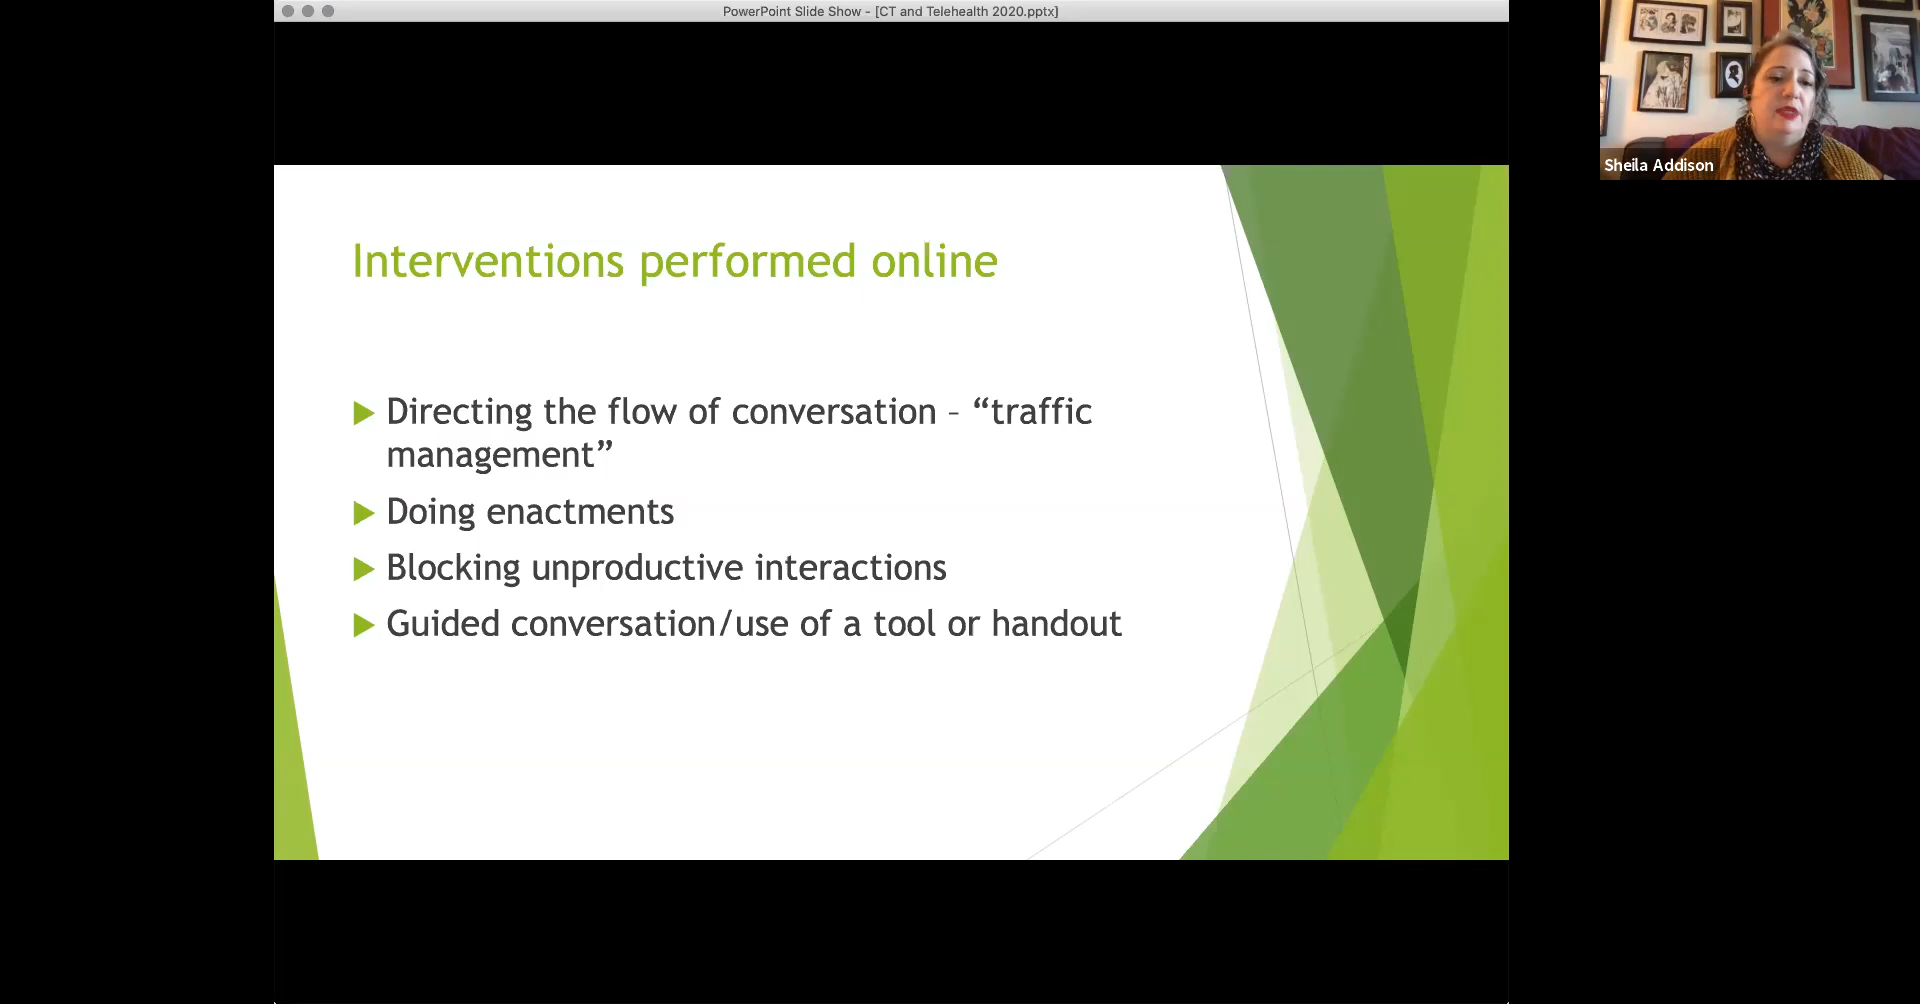 PowerPoint Slide Show - [CT and Telehealth 2020.pptx]
Sheila Addison
Interventions performed online
Directing the flow of conversation – “traffic
management”
Doing enactments
Blocking unproductive interactions
Guided conversation/use of a tool or handout